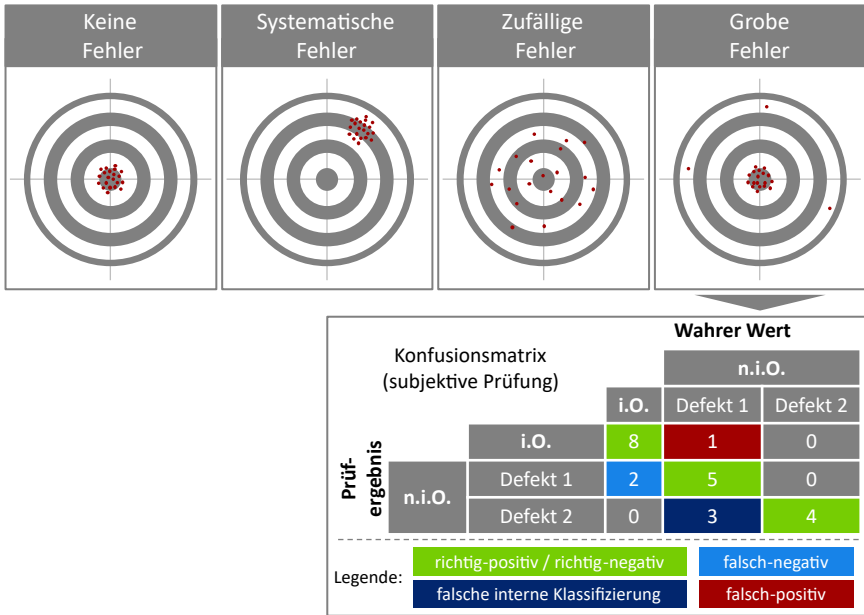 Keine
Fehler
Systematische
Fehler
Zufällige
Fehler
Grobe
Fehler
Wahrer Wert
Konfusionsmatrix
(subjektive Prüfung)
n.i.O.
i.O.
Defekt 1
Defekt 2
Prüf-
ergebnis
i.O.
8
1
0
n.i.O.
Defekt 1
2
5
0
Defekt 2
0
3
4
Legende:
richtig-positiv / richtig-negativ
falsch-negativ
falsche interne Klassifizierung
falsch-positiv